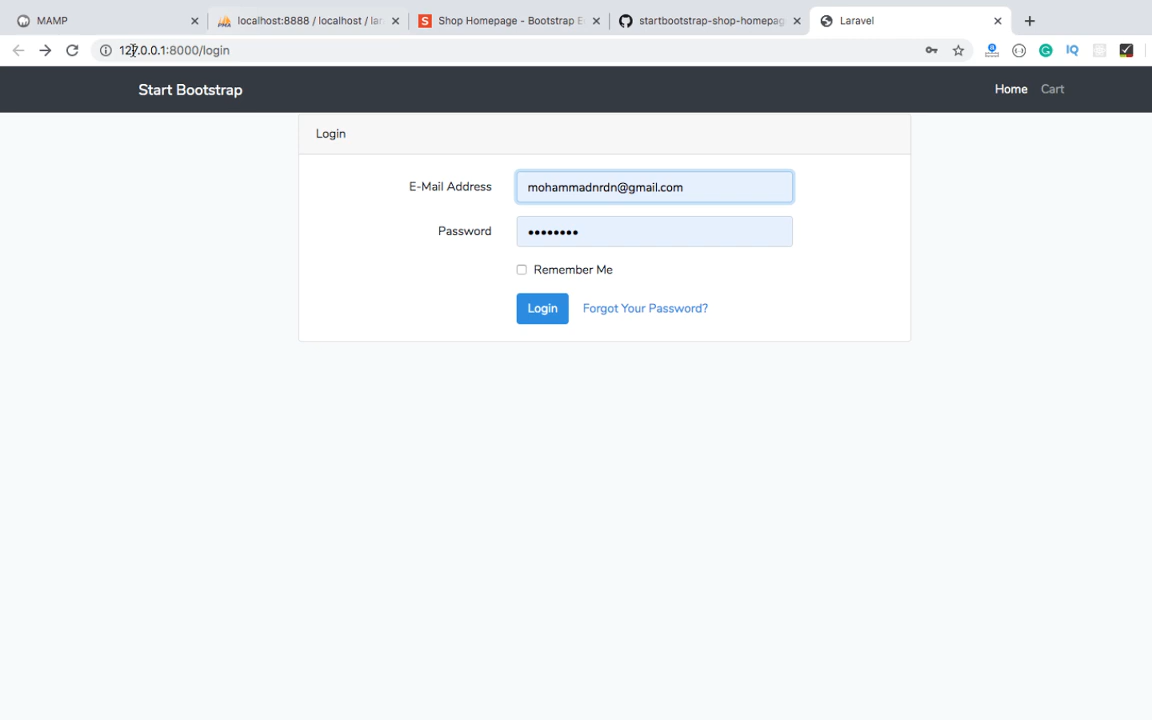 MAMP
localhost:8888 / localhost / lar
Shop Homepage - Bootstrap E
startbootstrap-shop-homepag
Laravel
127.0.0.1:8000/login
Start Bootstrap
Home
Cart
Login
E-Mail Address
mohammadnrdn@gmail.com
Password
Remember Me
Login
Forgot Your Password?